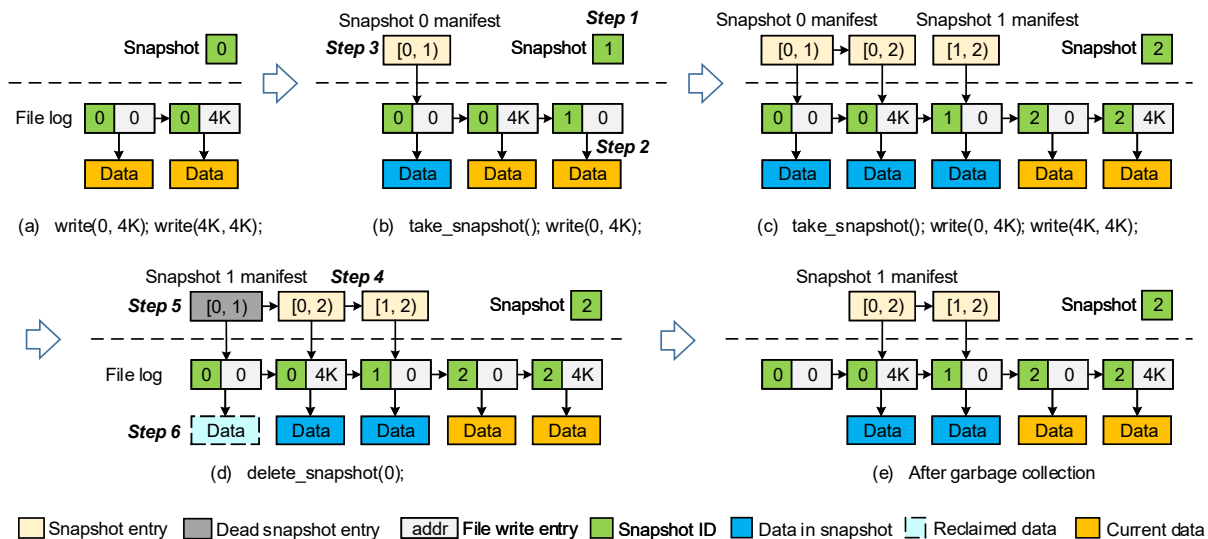 Snapshot 0
File log
0 0 0 4K
Data Data
(a) write(0, 4K); write(4K, 4K);
Snapshot 0 manifest Step 1
Step 3 [0, 1) Snapshot 1
0 0 0 4K 1 0
Step 2
Data Data Data
(b) take_snapshot(); write(0, 4K);
Snapshot 0 manifest Snapshot 1 manifest
[0, 1) [0, 2) [1, 2) Snapshot 2
0 0 0 4K 1 0 2 0 2 4K
Data Data Data Data Data
(c) take_snapshot(); write(0, 4K); write(4K, 4K);
Snapshot 1 manifest Step 4
Step 5 [0, 1) [0, 2) [1, 2) Snapshot 2
File log 0 0 0 4K 1 0 2 0 2 4K
Step 6 Data Data Data Data Data
(d) delete_snapshot(0);
Snapshot 1 manifest
[0, 2) [1, 2) Snapshot 2
0 0 0 4K 1 0 2 0 2 4K
Data Data Data Data
(e) After garbage collection
Snapshot entry Dead snapshot entry addr File write entry Snapshot ID Data in snapshot Reclaimed data Current data